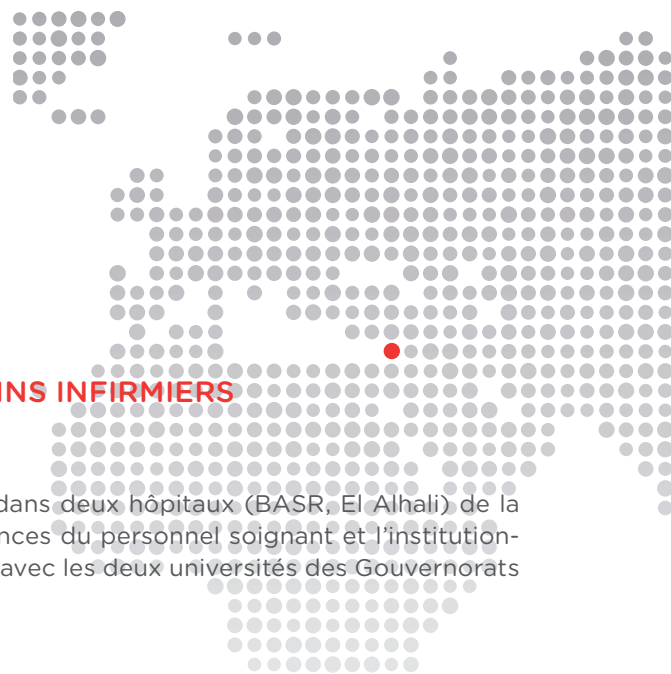 INS INFIRMIERS
dans deux hôpitaux (BASR, El Alhali) de la
nces du personnel soignant et l’institution-
avec les deux universités des Gouvernorats